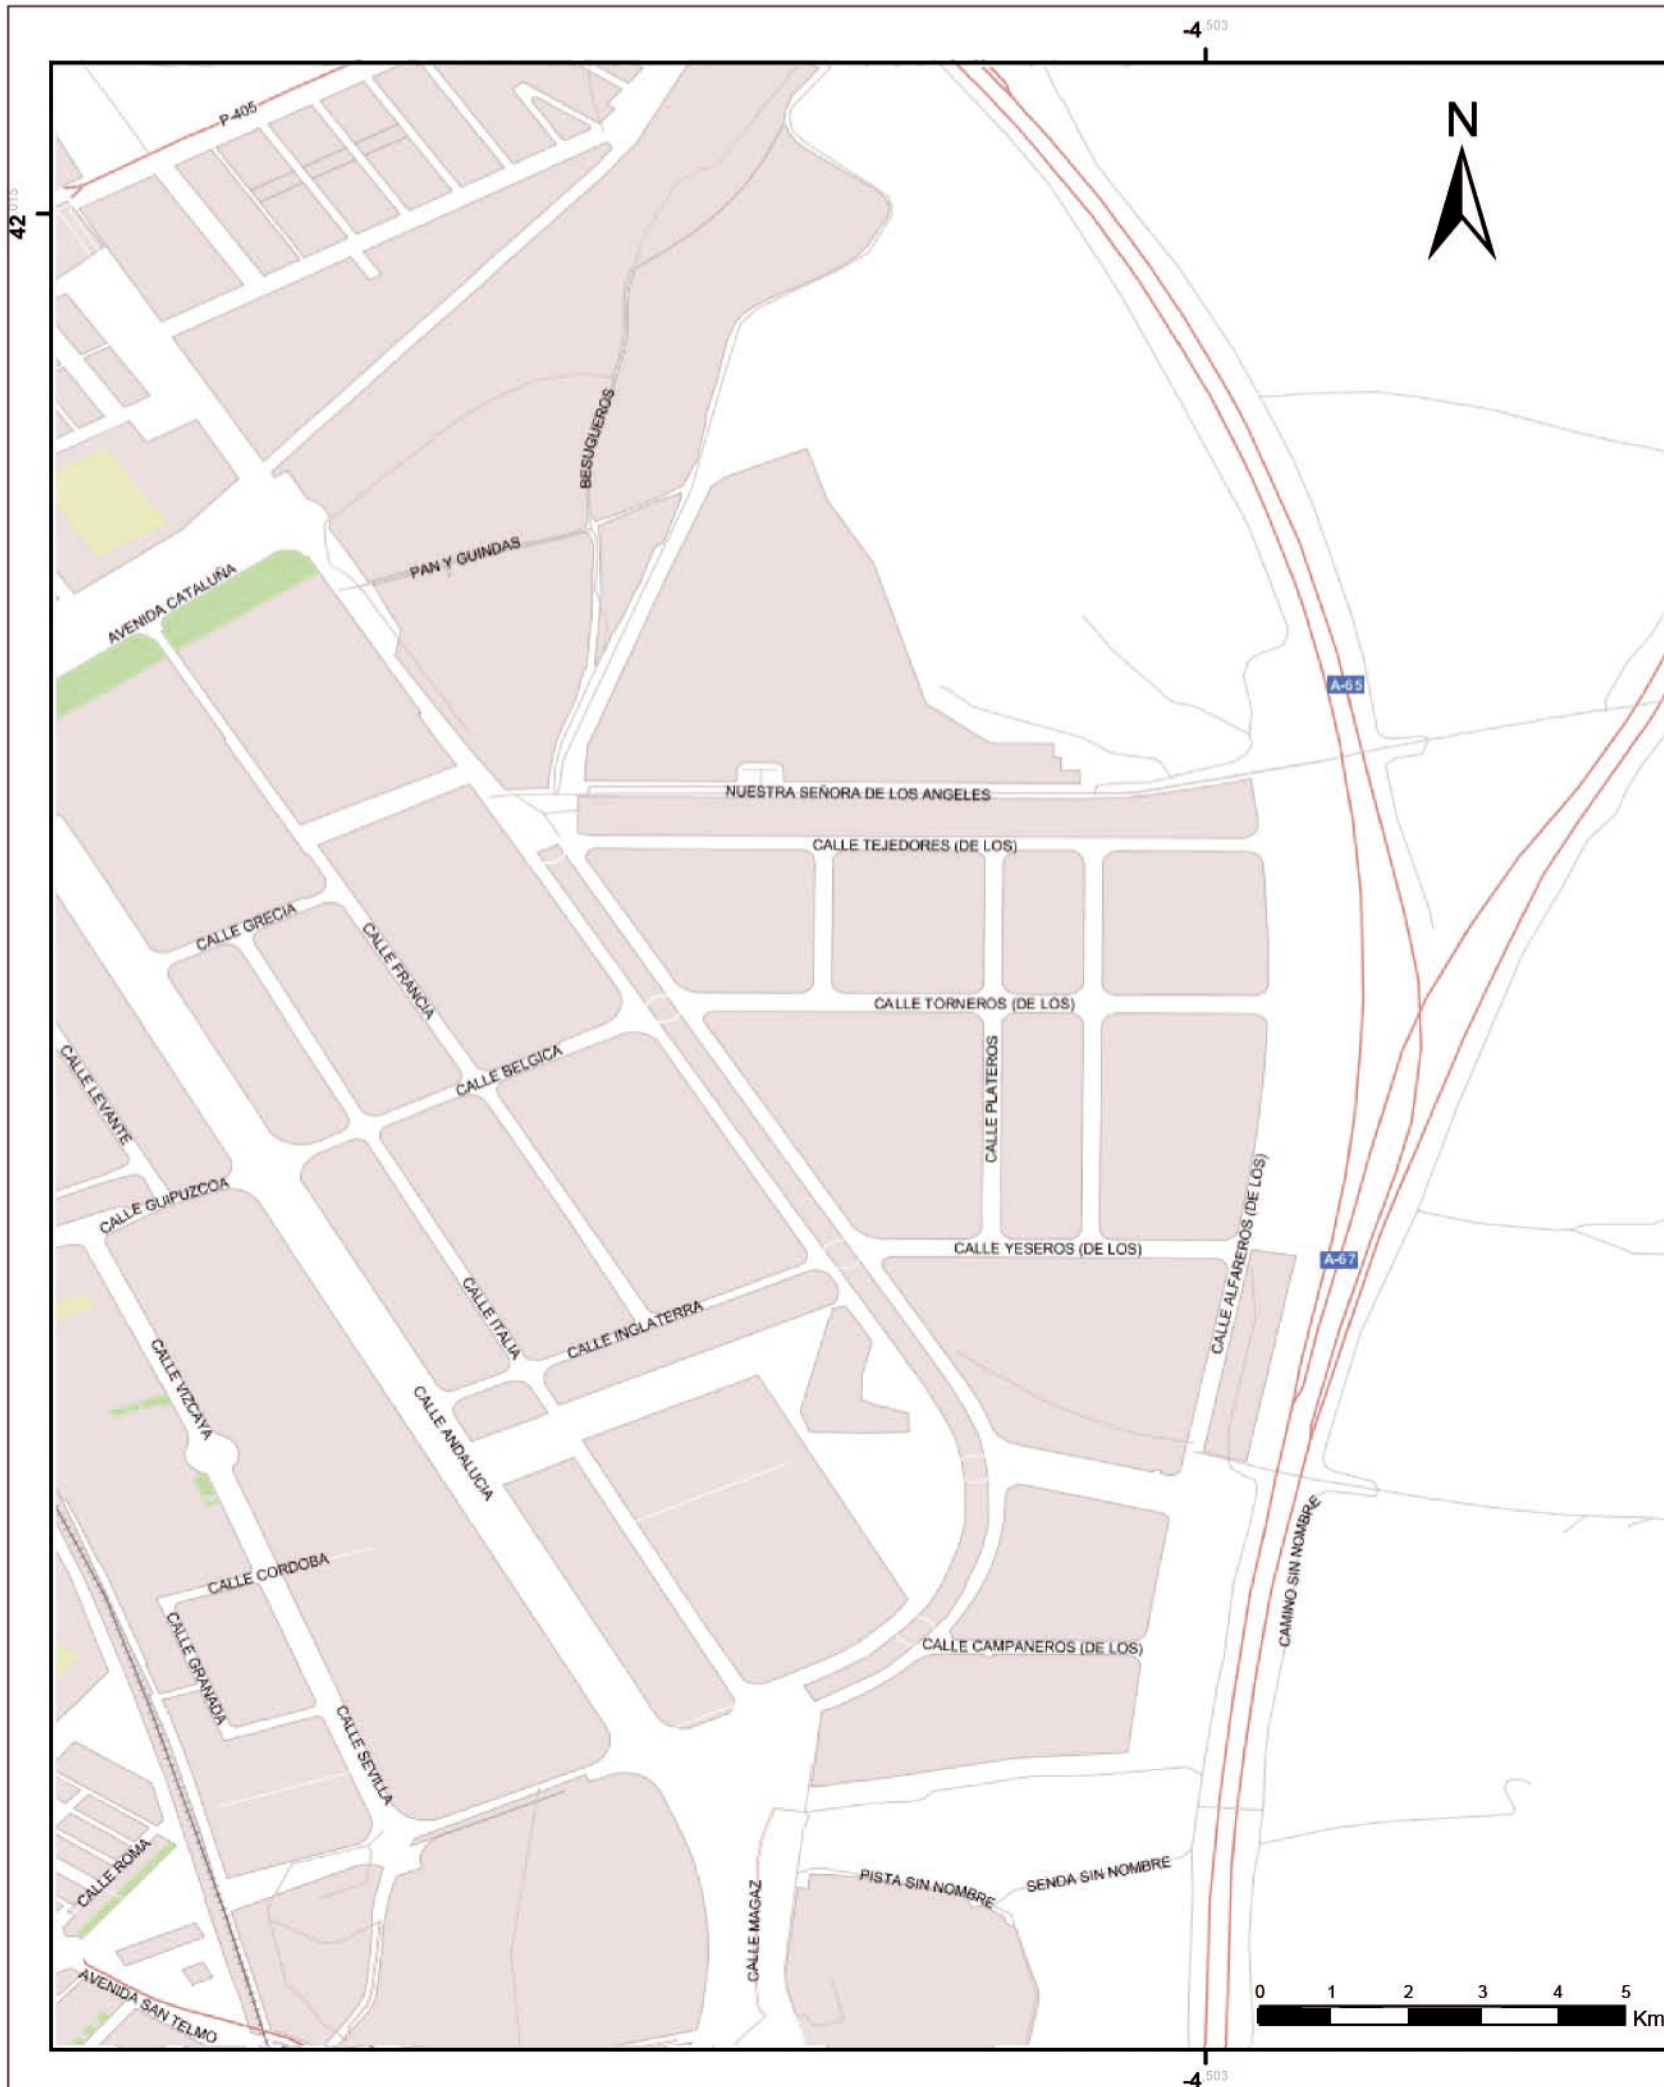 -4.503
N
P-405
42.015
BESUGUEROS
PAN Y GUINDAS
AVENIDA CATALUÑA
A-65
NUESTRA SEÑORA DE LOS ANGELES
CALLE TEJEDORES (DE LOS)
CALLE GRECIA
CALLE FRANCIA
CALLE TORNEROS (DE LOS)
CALLE LEVANTE
CALLE BELGICA
CALLE PLATEROS
CALLE GUIPUZCOA
CALLE ALFAREROS (DE LOS)
CALLE YESEROS (DE LOS)
A-67
CALLE ITALIA
CALLE INGLATERRA
CALLE VIZCAYA
CALLE ANDALUCIA
CAMINO SIN NOMBRE
CALLE CORDOBA
CALLE GRANADA
CALLE CAMPANEROS (DE LOS)
CALLE SEVILLA
CALLE ROMA
CALLE MAGAZ
PISTA SIN NOMBRE
SENDA SIN NOMBRE
AVENIDA SAN TELMO
0 1 2 3 4 5
Km
-4.503